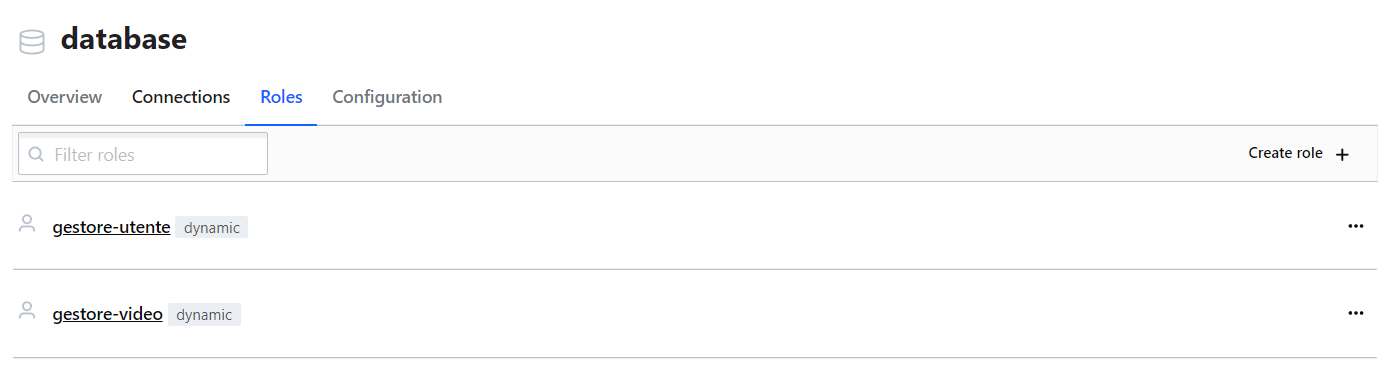 database
Overview Connections Roles Configuration
Filter roles Create role +
gestore-utente dynamic
gestore-video dynamic